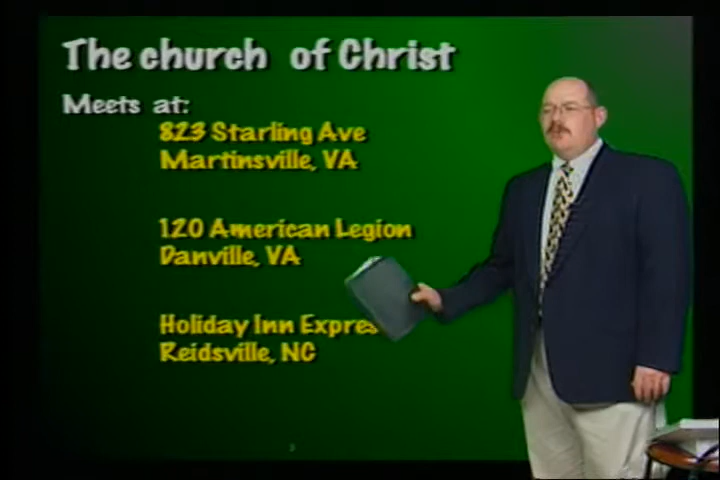 The church of Christ
Meets at:
823 Starling Ave
Martinsville, VA
120 American Legion
Danville, VA
Holiday Inn Expres
Reidsville, NC